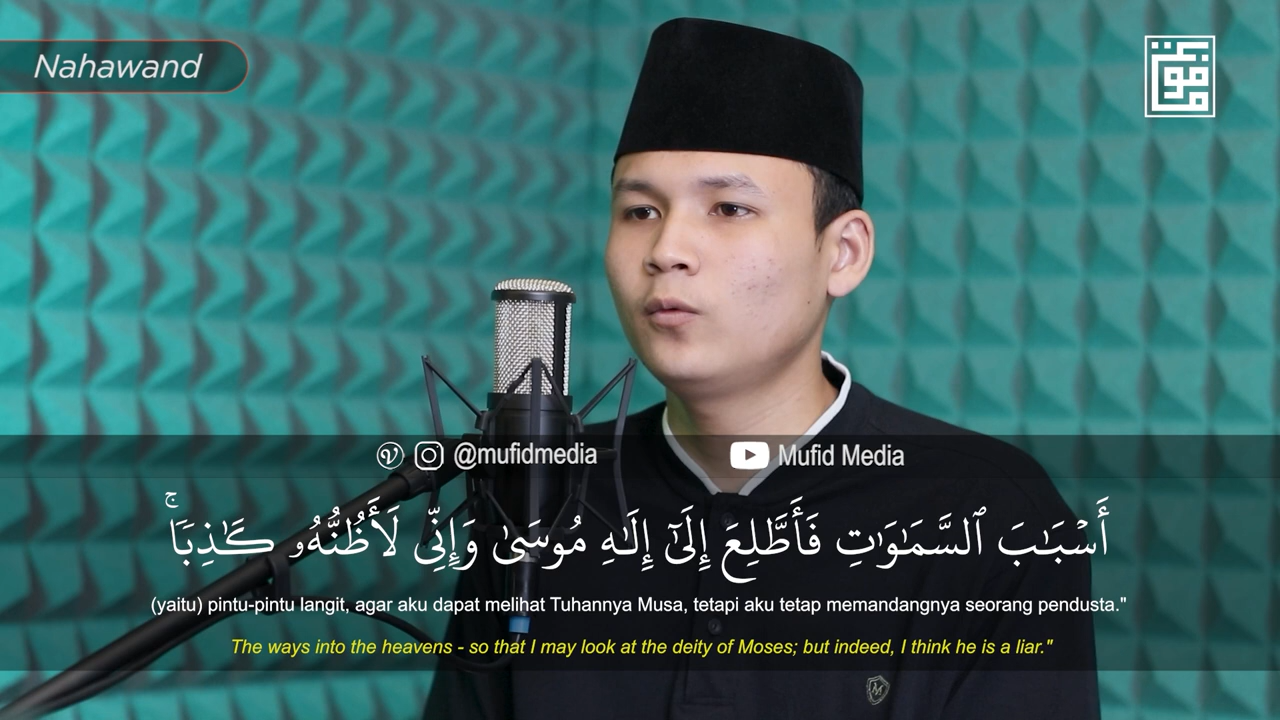 Nahawand
@mufidmedia
Mufid Media
أَسْبَٰبَ ٱلسَّمَٰوَٰتِ فَأَطَّلِعَ إِلَىٰٓ إِلَٰهِ مُوسَىٰ وَإِنِّى لَأَظُنُّهُۥ كَٰذِبًاۚ
(yaitu) pintu-pintu langit, agar aku dapat melihat Tuhannya Musa, tetapi aku tetap memandangnya seorang pendusta."
The ways into the heavens - so that I may look at the deity of Moses; but indeed, I think he is a liar."